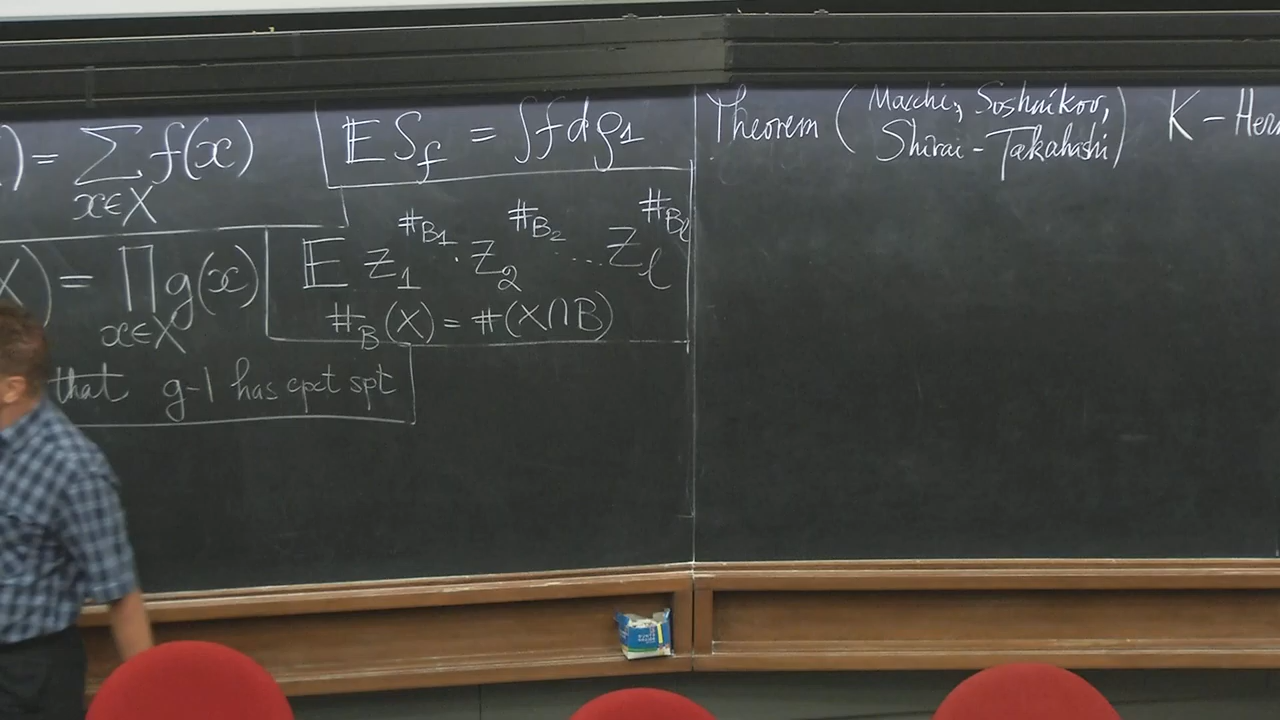 ) = ∑ f(x)
x∈X
𝔼 S_f = ∫f dρ_1
X) = ∏ g(x)
x∈X
that g-1 has cpct spt
𝔼 z_1^{#_{B_1}} · z_2^{#_{B_2}} .... z_l^{#_{B_l}}
#_B(X) = #(X∩B)
Theorem (Macchi, Soshnikov,
Shirai-Takahashi) K - Her